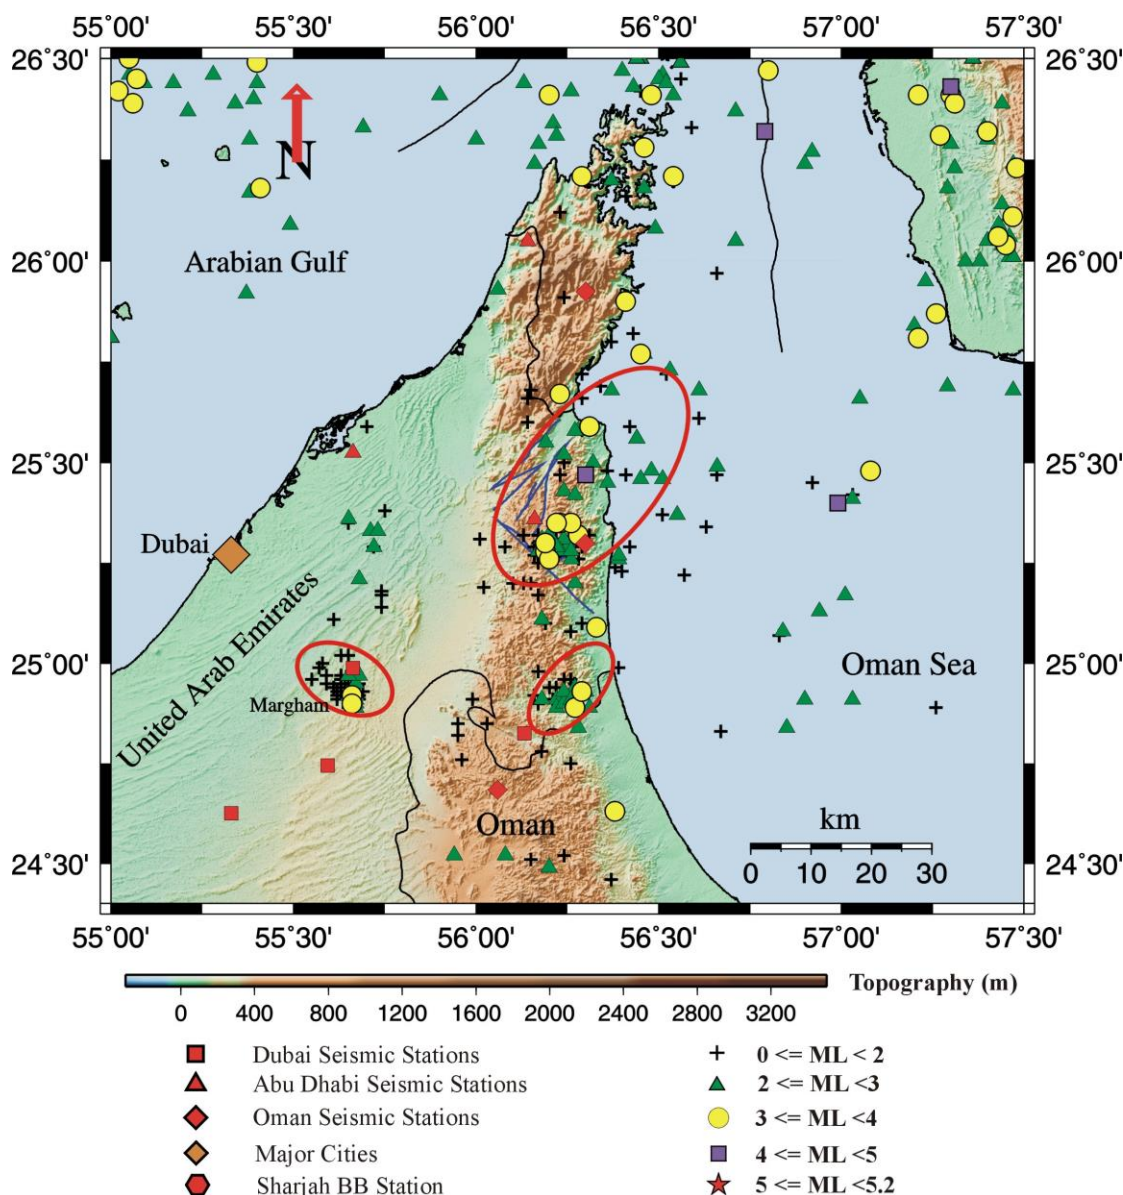 55°00' 55°30' 56°00' 56°30' 57°00' 57°30'
26°30' 26°30'
N
Arabian Gulf
26°00' 26°00'
25°30' 25°30'
Dubai
United Arab Emirates
25°00' 25°00'
Oman Sea
Margham
km
Oman
0 10 20 30
24°30' 24°30'
55°00' 55°30' 56°00' 56°30' 57°00' 57°30'
Topography (m)
0 400 800 1200 1600 2000 2400 2800 3200
Dubai Seismic Stations 0 <= ML < 2
Abu Dhabi Seismic Stations 2 <= ML <3
Oman Seismic Stations 3 <= ML <4
Major Cities 4 <= ML <5
Sharjah BB Station 5 <= ML <5.2